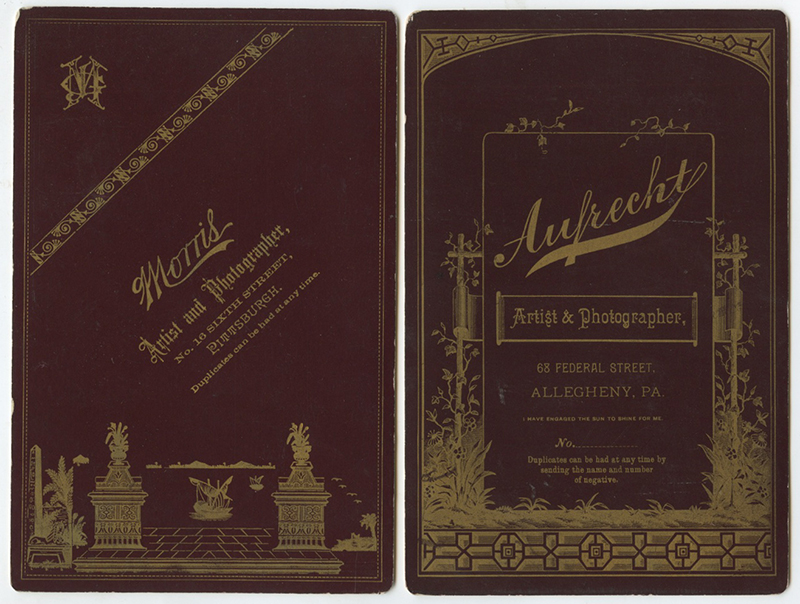 M
Morris
Artist and Photographer,
No. 16 SIXTH STREET,
PITTSBURGH.
Duplicates can be had at any time.
Aufrecht
Artist & Photographer,
68 FEDERAL STREET,
ALLEGHENY, PA.
I HAVE ENGAGED THE SUN TO SHINE FOR ME.
No.
Duplicates can be had at any time by
sending the name and number
of negative.